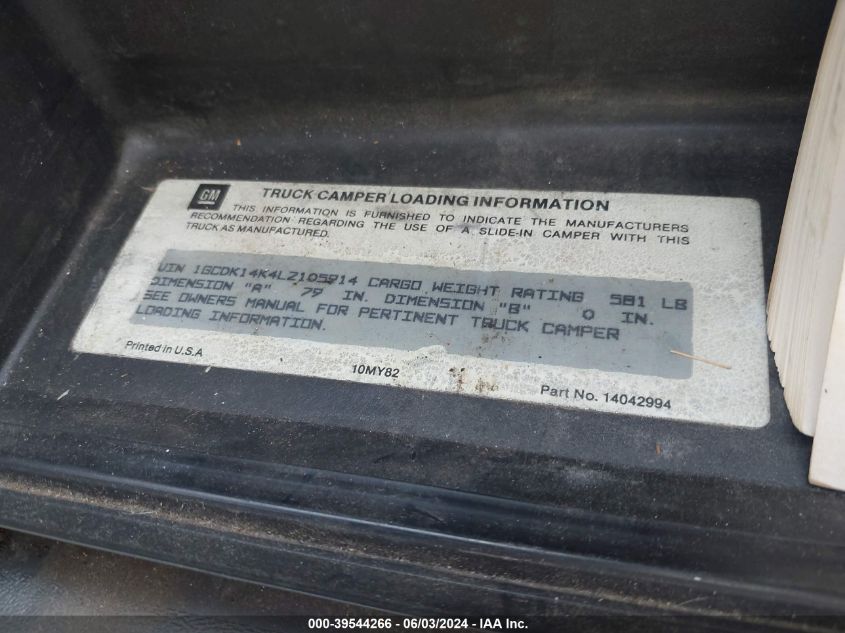 GM
TRUCK CAMPER LOADING INFORMATION
THIS INFORMATION IS FURNISHED TO INDICATE THE MANUFACTURERS
RECOMMENDATION REGARDING THE USE OF A SLIDE-IN CAMPER WITH THIS
TRUCK AS MANUFACTURED.
VIN 1GCDK14K4LZ105914 CARGO WEIGHT RATING 581 LB
DIMENSION "A" 79 IN. DIMENSION "B" 0 IN.
SEE OWNERS MANUAL FOR PERTINENT TRUCK CAMPER
LOADING INFORMATION.
Printed in U.S.A
10MY82
Part No. 14042994
000-39544266 - 06/03/2024 - IAA Inc.